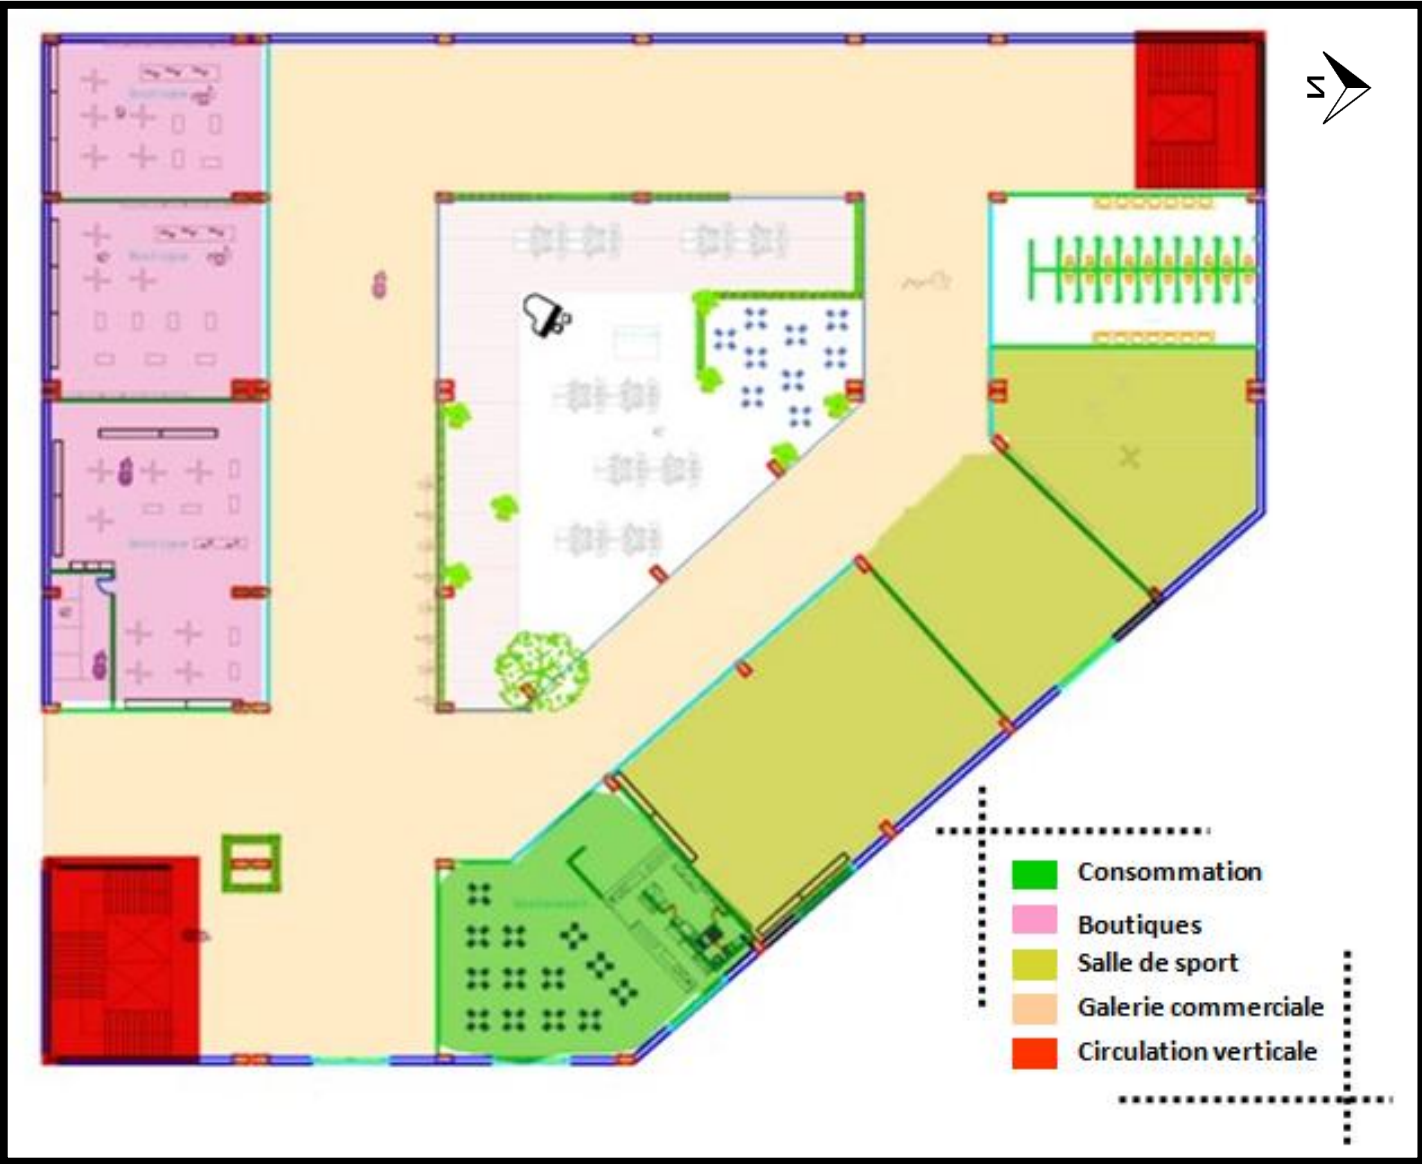 N
Consommation
Boutiques
Salle de sport
Galerie commerciale
Circulation verticale